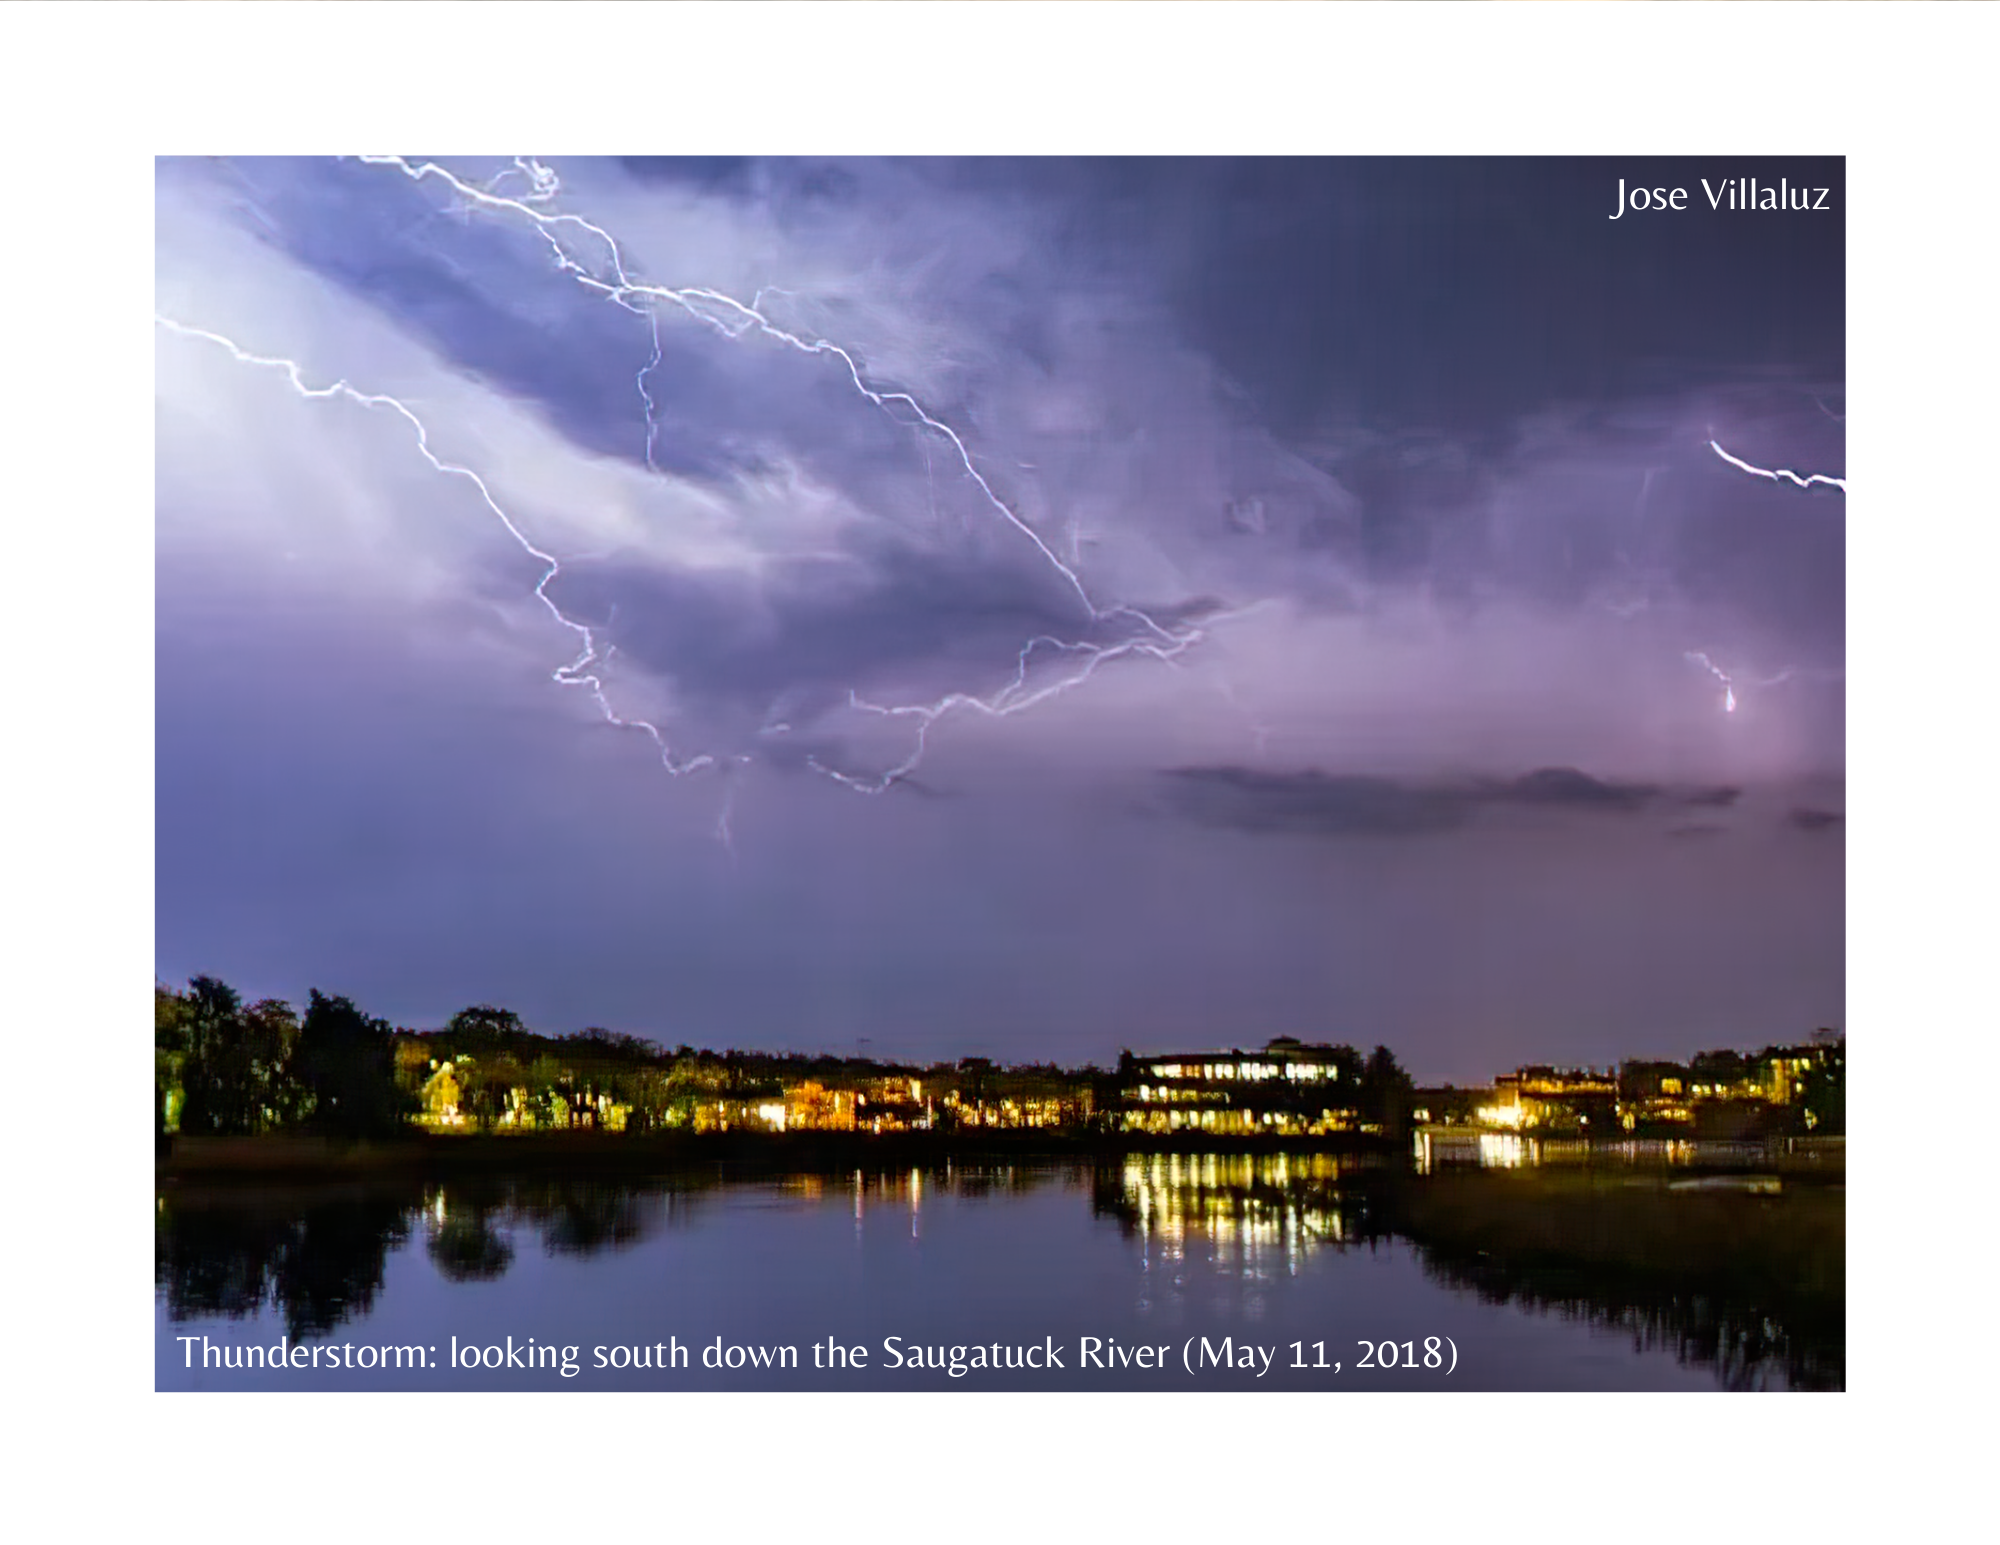 Jose Villaluz
Thunderstorm: looking south down the Saugatuck River (May 11, 2018)